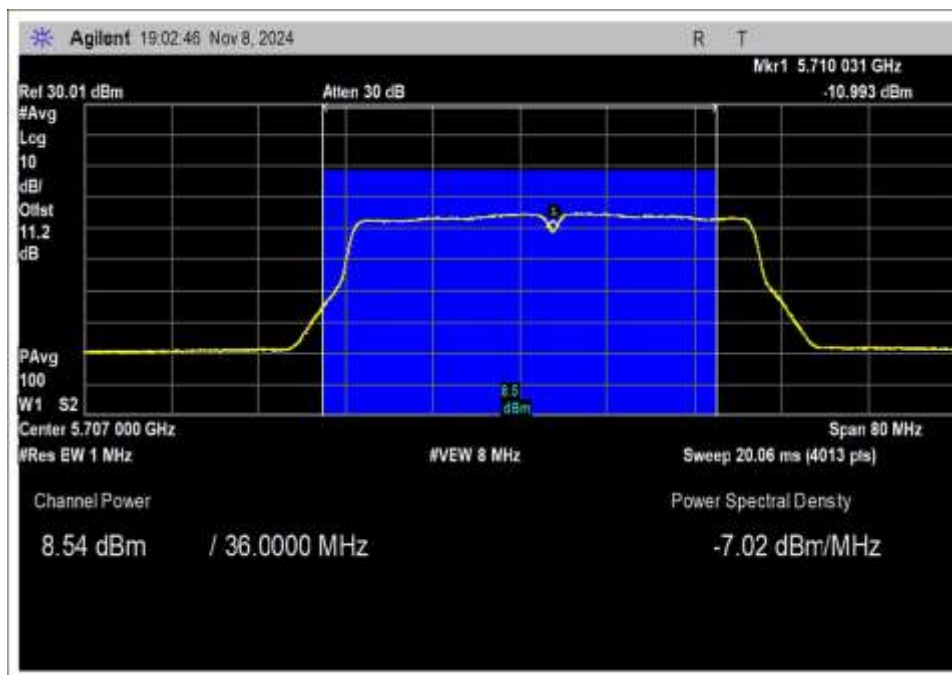 Agilent 19:02:46 Nov 8, 2024 R T
Mkr1 5.710 031 GHz
Ref 30.01 dBm Atten 30 dB -10.993 dBm
#Avg
Log
10
dB/
Offst
11.2
dB
1
PAvg
100
W1 S2
8.5
dBm
Center 5.707 000 GHz Span 80 MHz
#Res BW 1 MHz #VBW 8 MHz Sweep 20.06 ms (4013 pts)
Channel Power Power Spectral Density
8.54 dBm / 36.0000 MHz -7.02 dBm/MHz